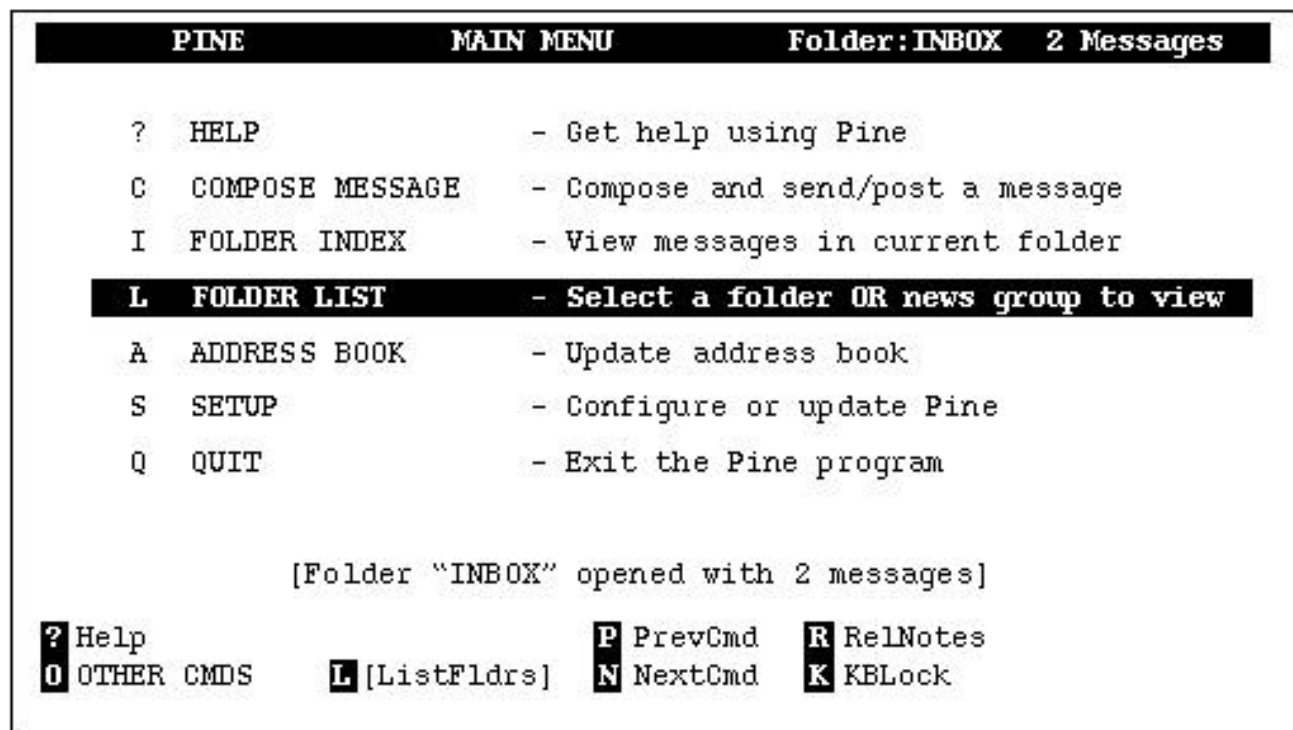 PINE MAIN MENU Folder:INBOX 2 Messages
? HELP - Get help using Pine
C COMPOSE MESSAGE - Compose and send/post a message
I FOLDER INDEX - View messages in current folder
L FOLDER LIST - Select a folder OR news group to view
A ADDRESS BOOK - Update address book
S SETUP - Configure or update Pine
Q QUIT - Exit the Pine program
[Folder “INBOX” opened with 2 messages]
? Help P PrevCmd R RelNotes
O OTHER CMDS L [ListFldrs] N NextCmd K KBLock